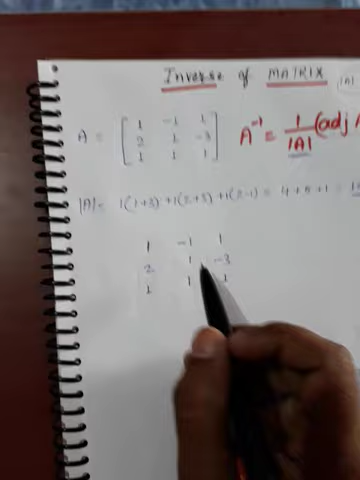 Inverse of MATRIX |A|
A = [ 1 -1 1
2 1 -3
1 1 1 ]
A⁻¹ = 1/|A| (adj A
|A| = 1(1+3) +1(2+3) +1(2-1) = 4+5+1 = 10
1 -1 1
2 1 -3
1 1 1